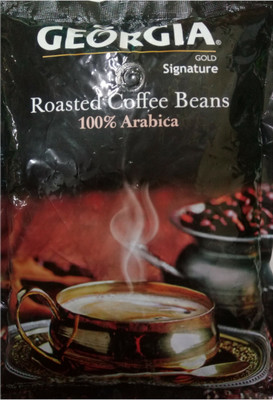 GEORGIA®
GOLD
Signature
Roasted Coffee Beans
100% Arabica